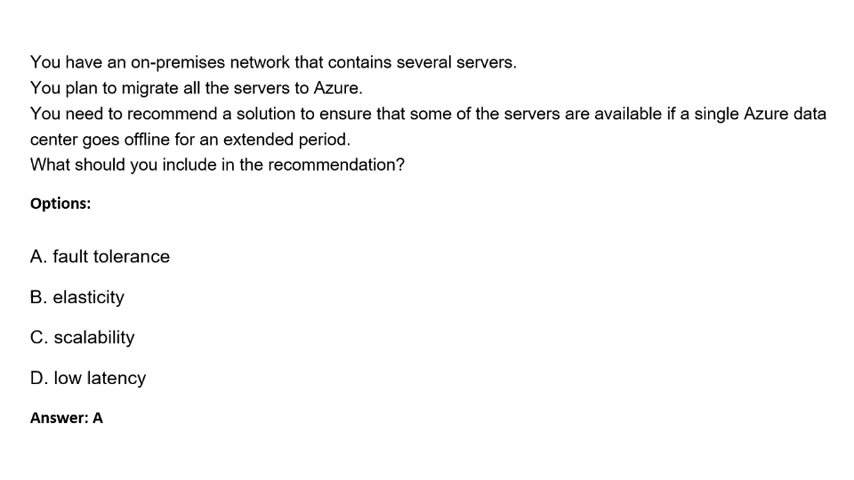 You have an on-premises network that contains several servers.
You plan to migrate all the servers to Azure.
You need to recommend a solution to ensure that some of the servers are available if a single Azure data
center goes offline for an extended period.
What should you include in the recommendation?
Options:
A. fault tolerance
B. elasticity
C. scalability
D. low latency
Answer: A